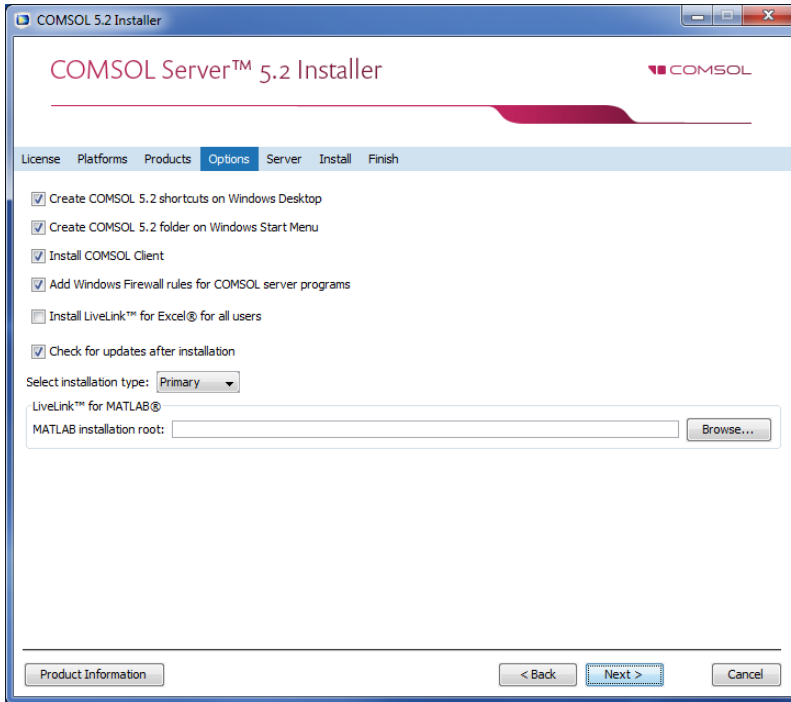 COMSOL 5.2 Installer
COMSOL Server™ 5.2 Installer
COMSOL
License Platforms Products Options Server Install Finish
Create COMSOL 5.2 shortcuts on Windows Desktop
Create COMSOL 5.2 folder on Windows Start Menu
Install COMSOL Client
Add Windows Firewall rules for COMSOL server programs
Install LiveLink™ for Excel® for all users
Check for updates after installation
Select installation type: Primary
LiveLink™ for MATLAB®
MATLAB installation root: Browse...
Product Information < Back Next > Cancel